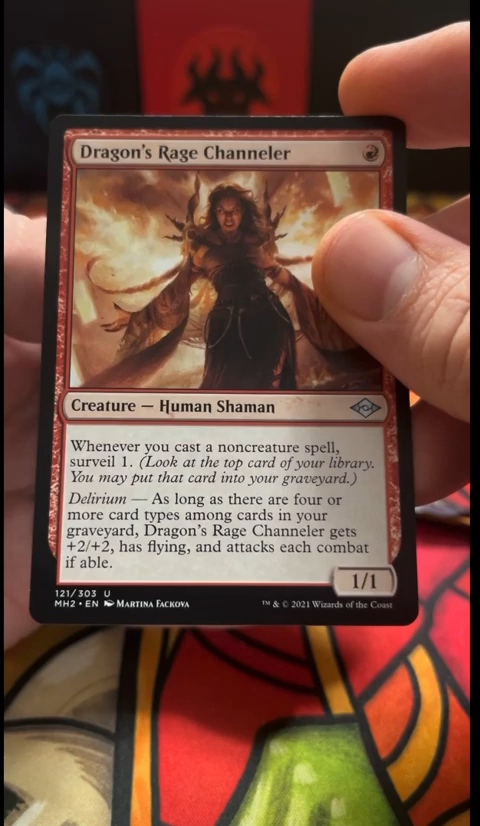 Dragon's Rage Channeler
Creature — Human Shaman
Whenever you cast a noncreature spell,
surveil 1. (Look at the top card of your library.
You may put that card into your graveyard.)
Delirium — As long as there are four or
more card types among cards in your
graveyard, Dragon's Rage Channeler gets
+2/+2, has flying, and attacks each combat
if able.
1/1
121/303 U
MH2 • EN Martina Fackova
™ & © 2021 Wizards of the Coast